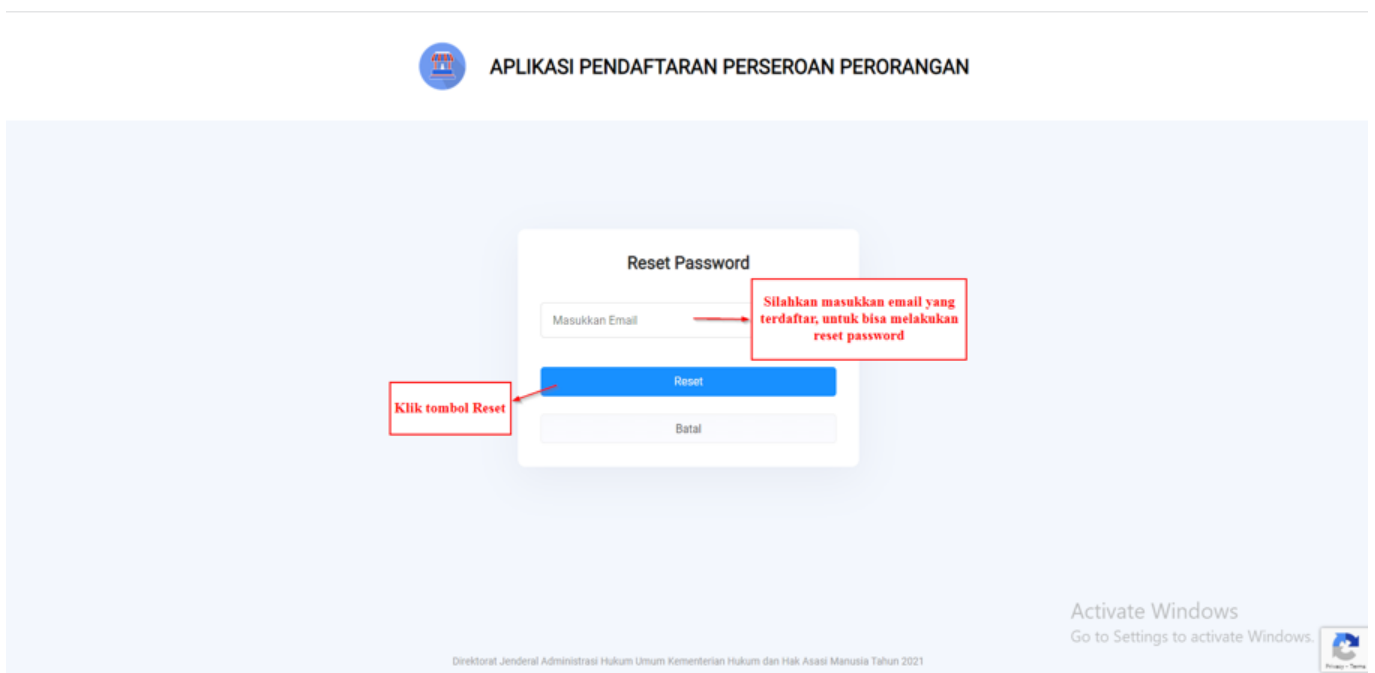 APLIKASI PENDAFTARAN PERSEROAN PERORANGAN
Reset Password
Masukkan Email
Silahkan masukkan email yang
terdaftar, untuk bisa melakukan
reset password
Reset
Klik tombol Reset
Batal
Activate Windows
Go to Settings to activate Windows.
Direktorat Jenderal Administrasi Hukum Umum Kementerian Hukum dan Hak Asasi Manusia Tahun 2021
Privacy - Terms